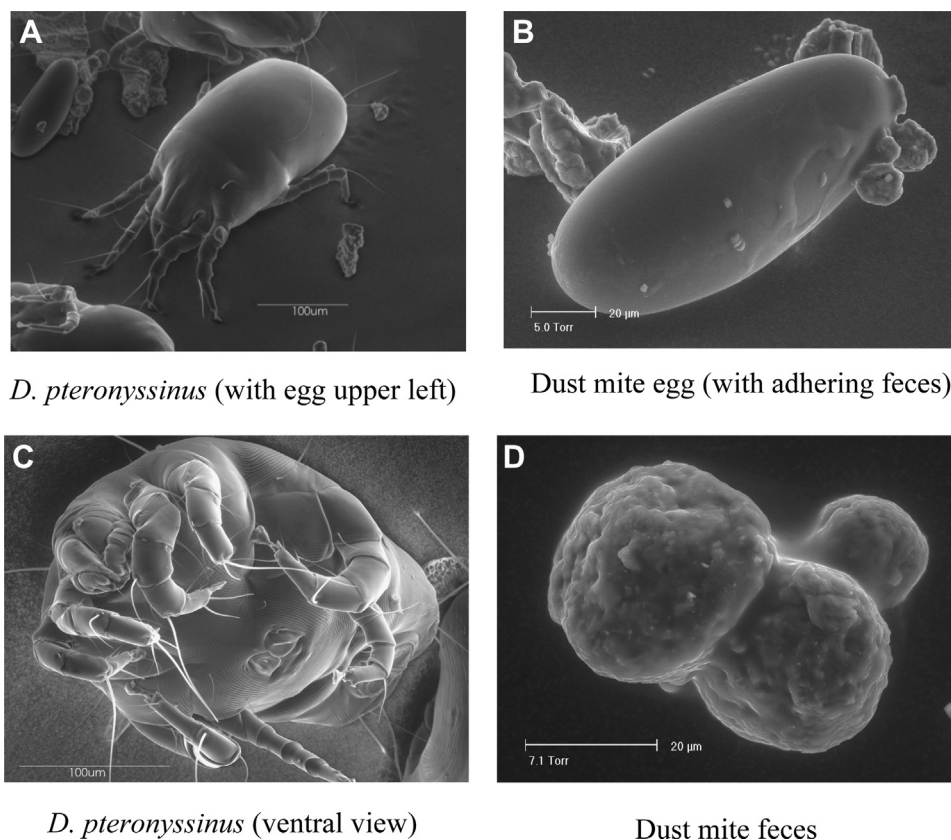 A
100um
D. pteronyssinus (with egg upper left)
B
20 µm
5.0 Torr
Dust mite egg (with adhering feces)
C
100um
D. pteronyssinus (ventral view)
D
20 µm
7.1 Torr
Dust mite feces